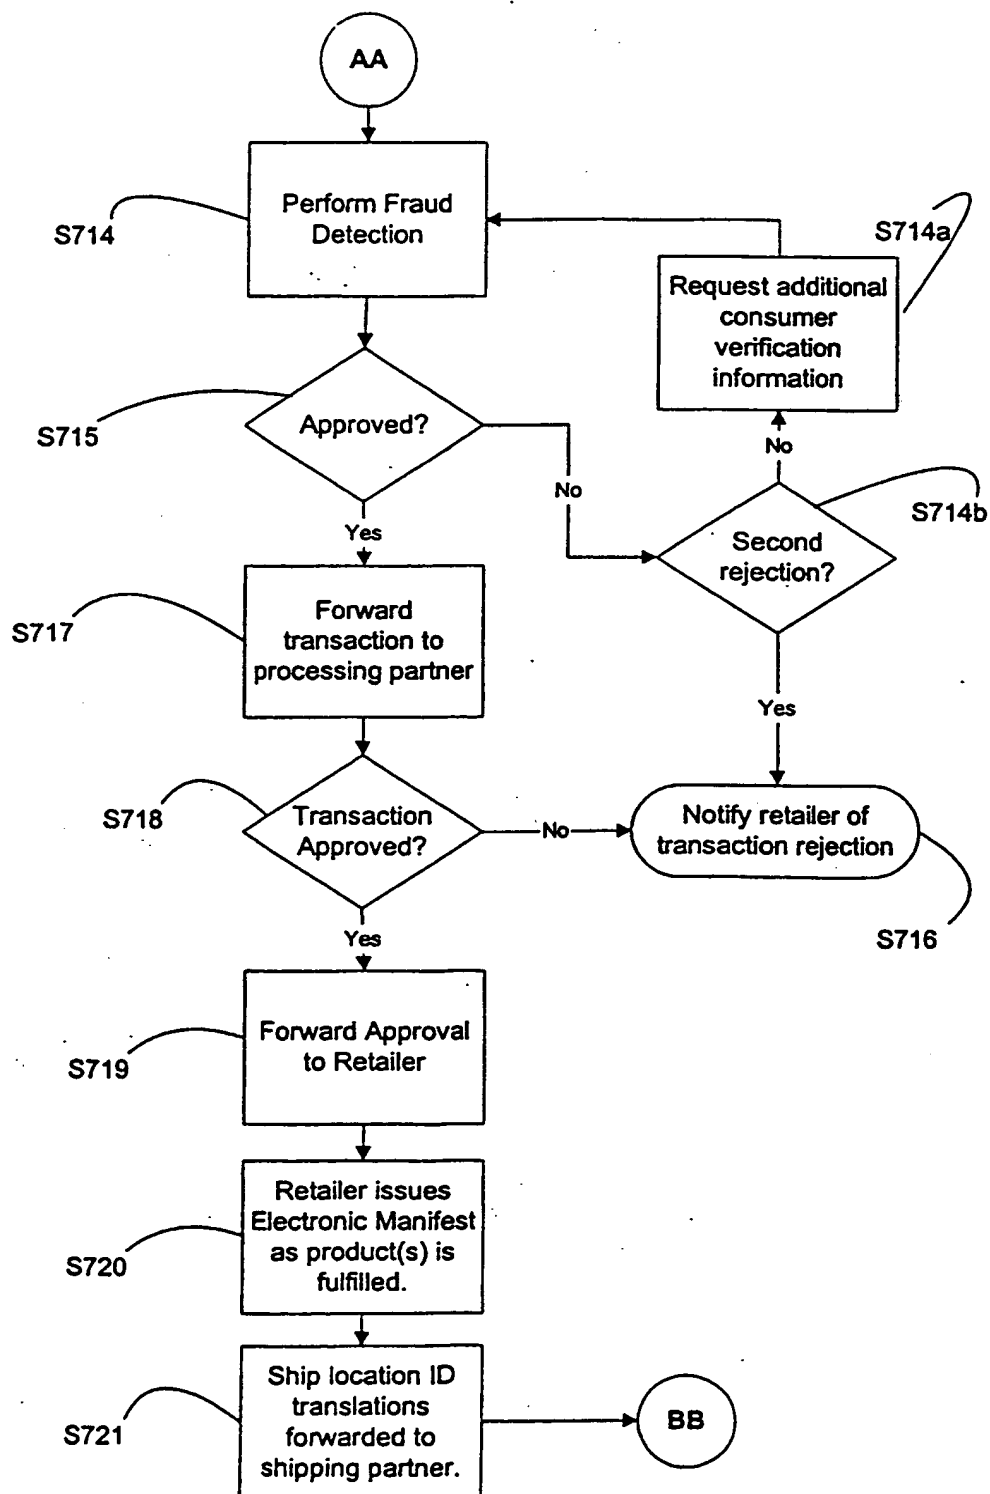 AA
Perform Fraud
Detection
S714
S714a
Request additional
consumer
verification
information
Approved?
S715
No
No
S714b
Yes
Second
rejection?
Forward
transaction to
processing partner
S717
Yes
Transaction
Approved?
S718
No
Notify retailer of
transaction rejection
S716
Yes
Forward Approval
to Retailer
S719
Retailer issues
Electronic Manifest
as product(s) is
fulfilled.
S720
Ship location ID
translations
forwarded to
shipping partner.
S721
BB